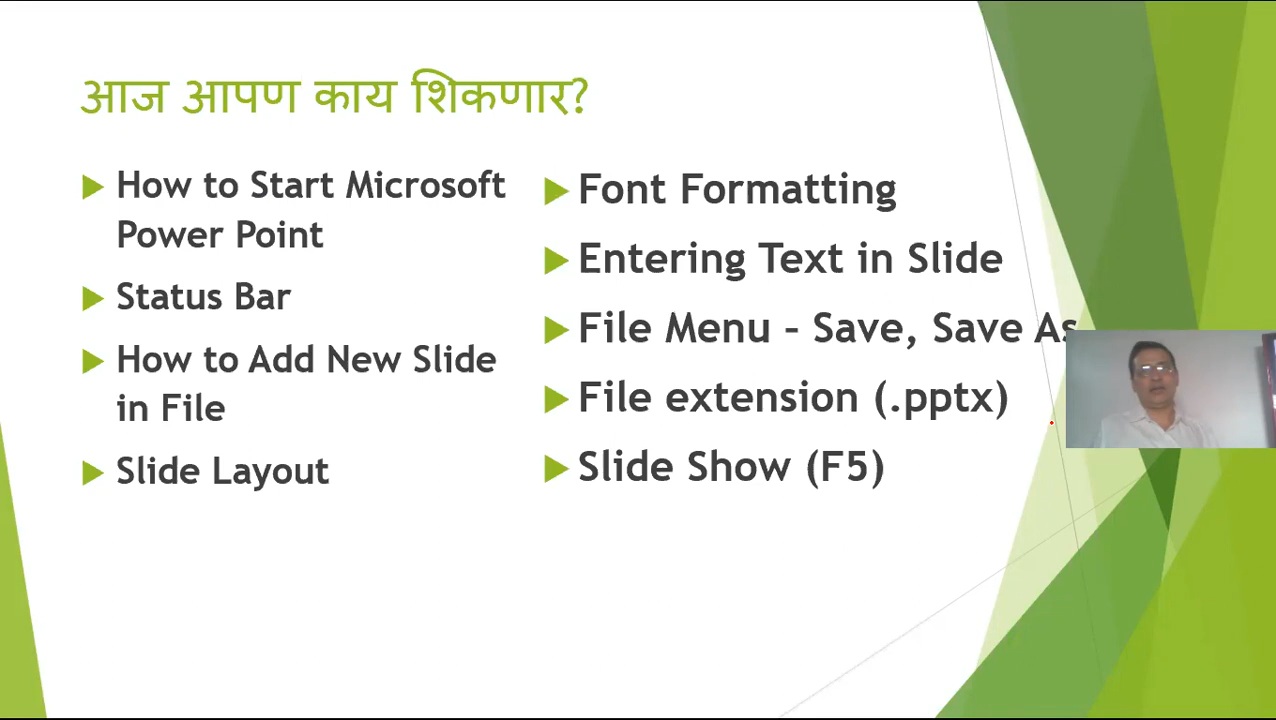 आज आपण काय शिकणार?
How to Start Microsoft
Power Point
Status Bar
How to Add New Slide
in File
Slide Layout
Font Formatting
Entering Text in Slide
File Menu – Save, Save As
File extension (.pptx)
Slide Show (F5)